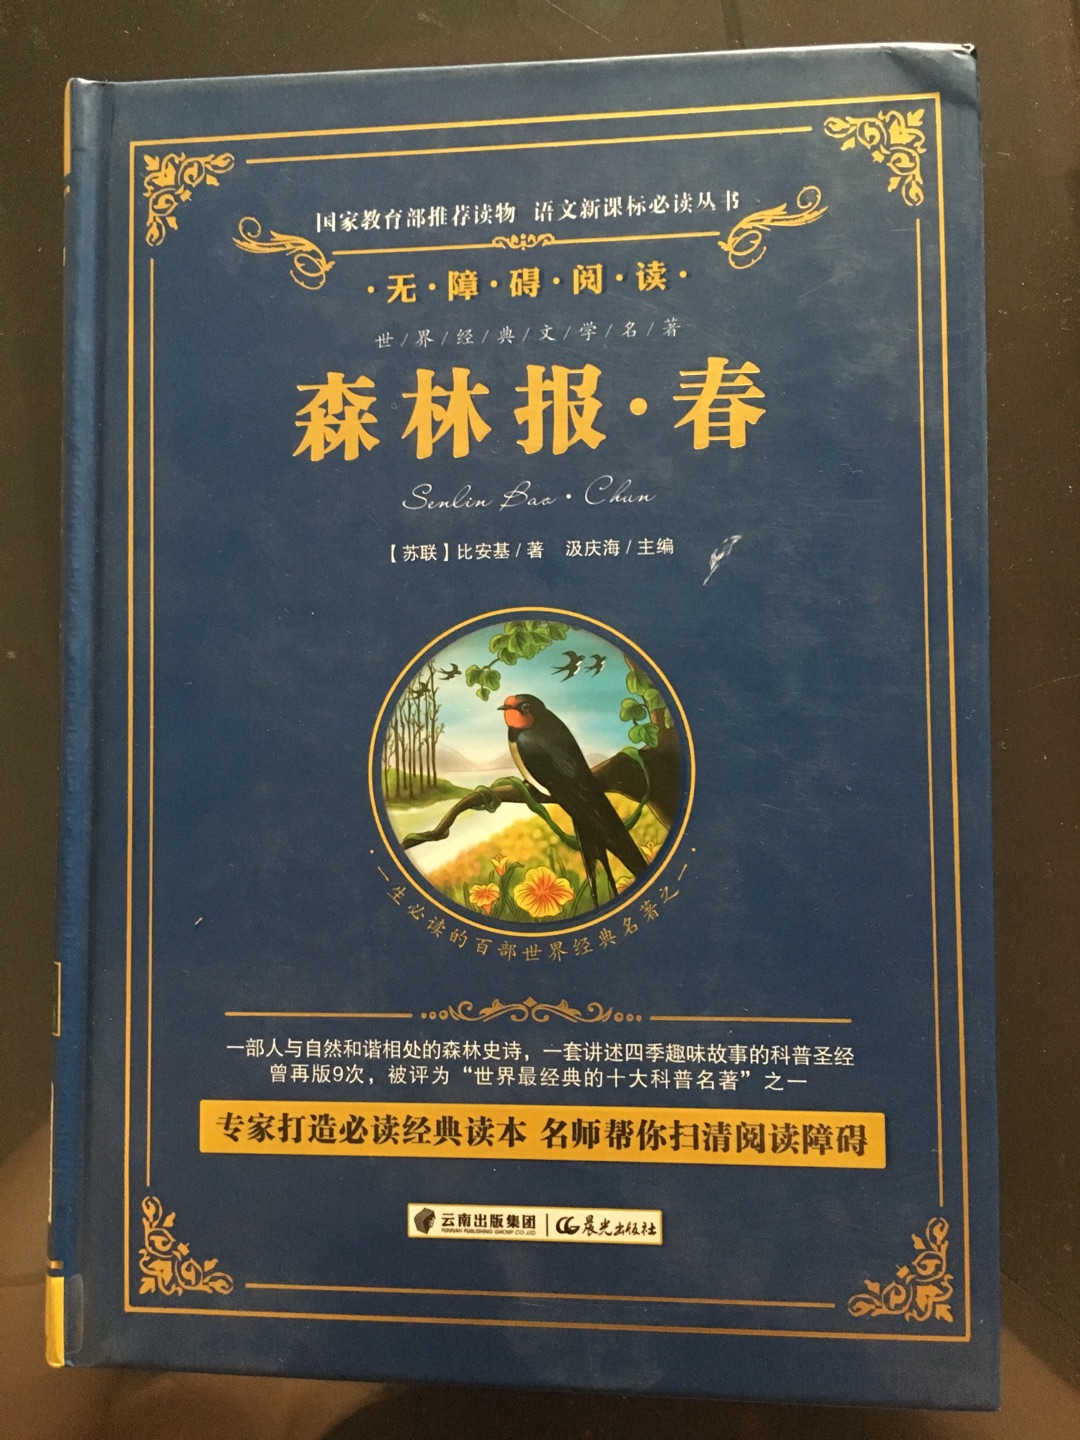 国家教育部推荐读物 语文新课标必读丛书
·无·障·碍·阅·读·
世/界/经/典/文/学/名/著
森林报·春
Senlin Bao·Chun
【苏联】比安基/著 汲庆海/主编
·一生必读的百部世界经典名著之一·
一部人与自然和谐相处的森林史诗，一套讲述四季趣味故事的科普圣经
曾再版9次，被评为“世界最经典的十大科普名著”之一
专家打造必读经典读本 名师帮你扫清阅读障碍
云南出版集团 晨光出版社
YUNNAN PUBLISHING GROUP CO.,LTD.